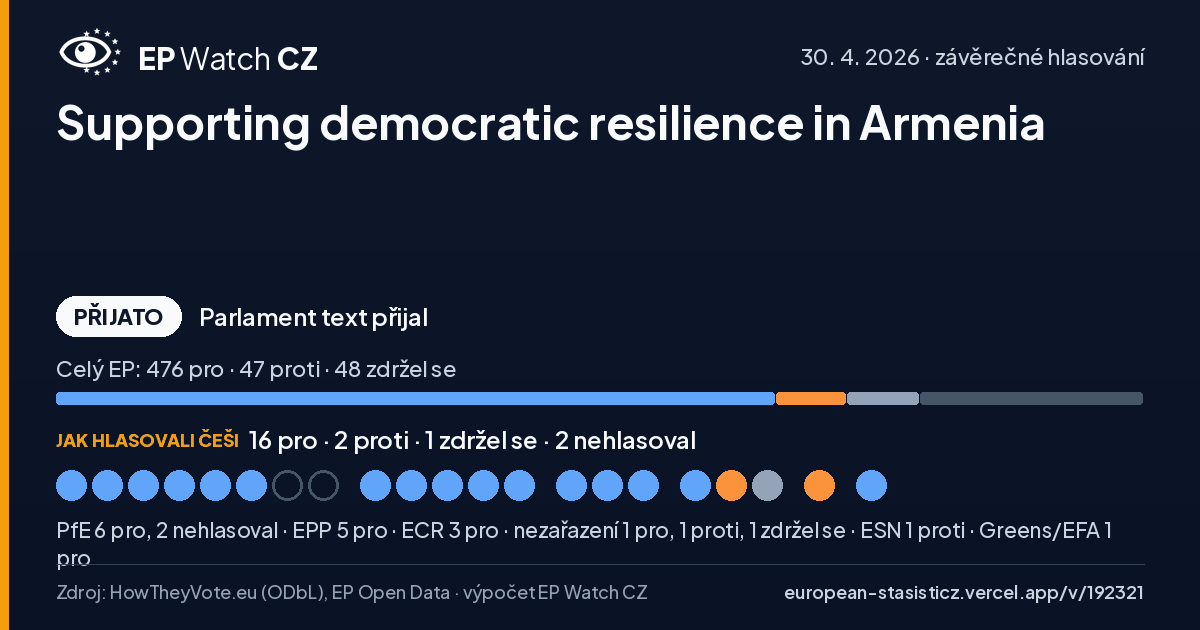 EP Watch CZ
30. 4. 2026 · závěrečné hlasování
Supporting democratic resilience in Armenia
PŘIJATO Parlament text přijal
Celý EP: 476 pro · 47 proti · 48 zdržel se
JAK HLASOVALI ČEŠI 16 pro · 2 proti · 1 zdržel se · 2 nehlasoval
PfE 6 pro, 2 nehlasoval · EPP 5 pro · ECR 3 pro · nezařazení 1 pro, 1 proti, 1 zdržel se · ESN 1 proti · Greens/EFA 1
pro
Zdroj: HowTheyVote.eu (ODbL), EP Open Data · výpočet EP Watch CZ
european-stasisticz.vercel.app/v/192321